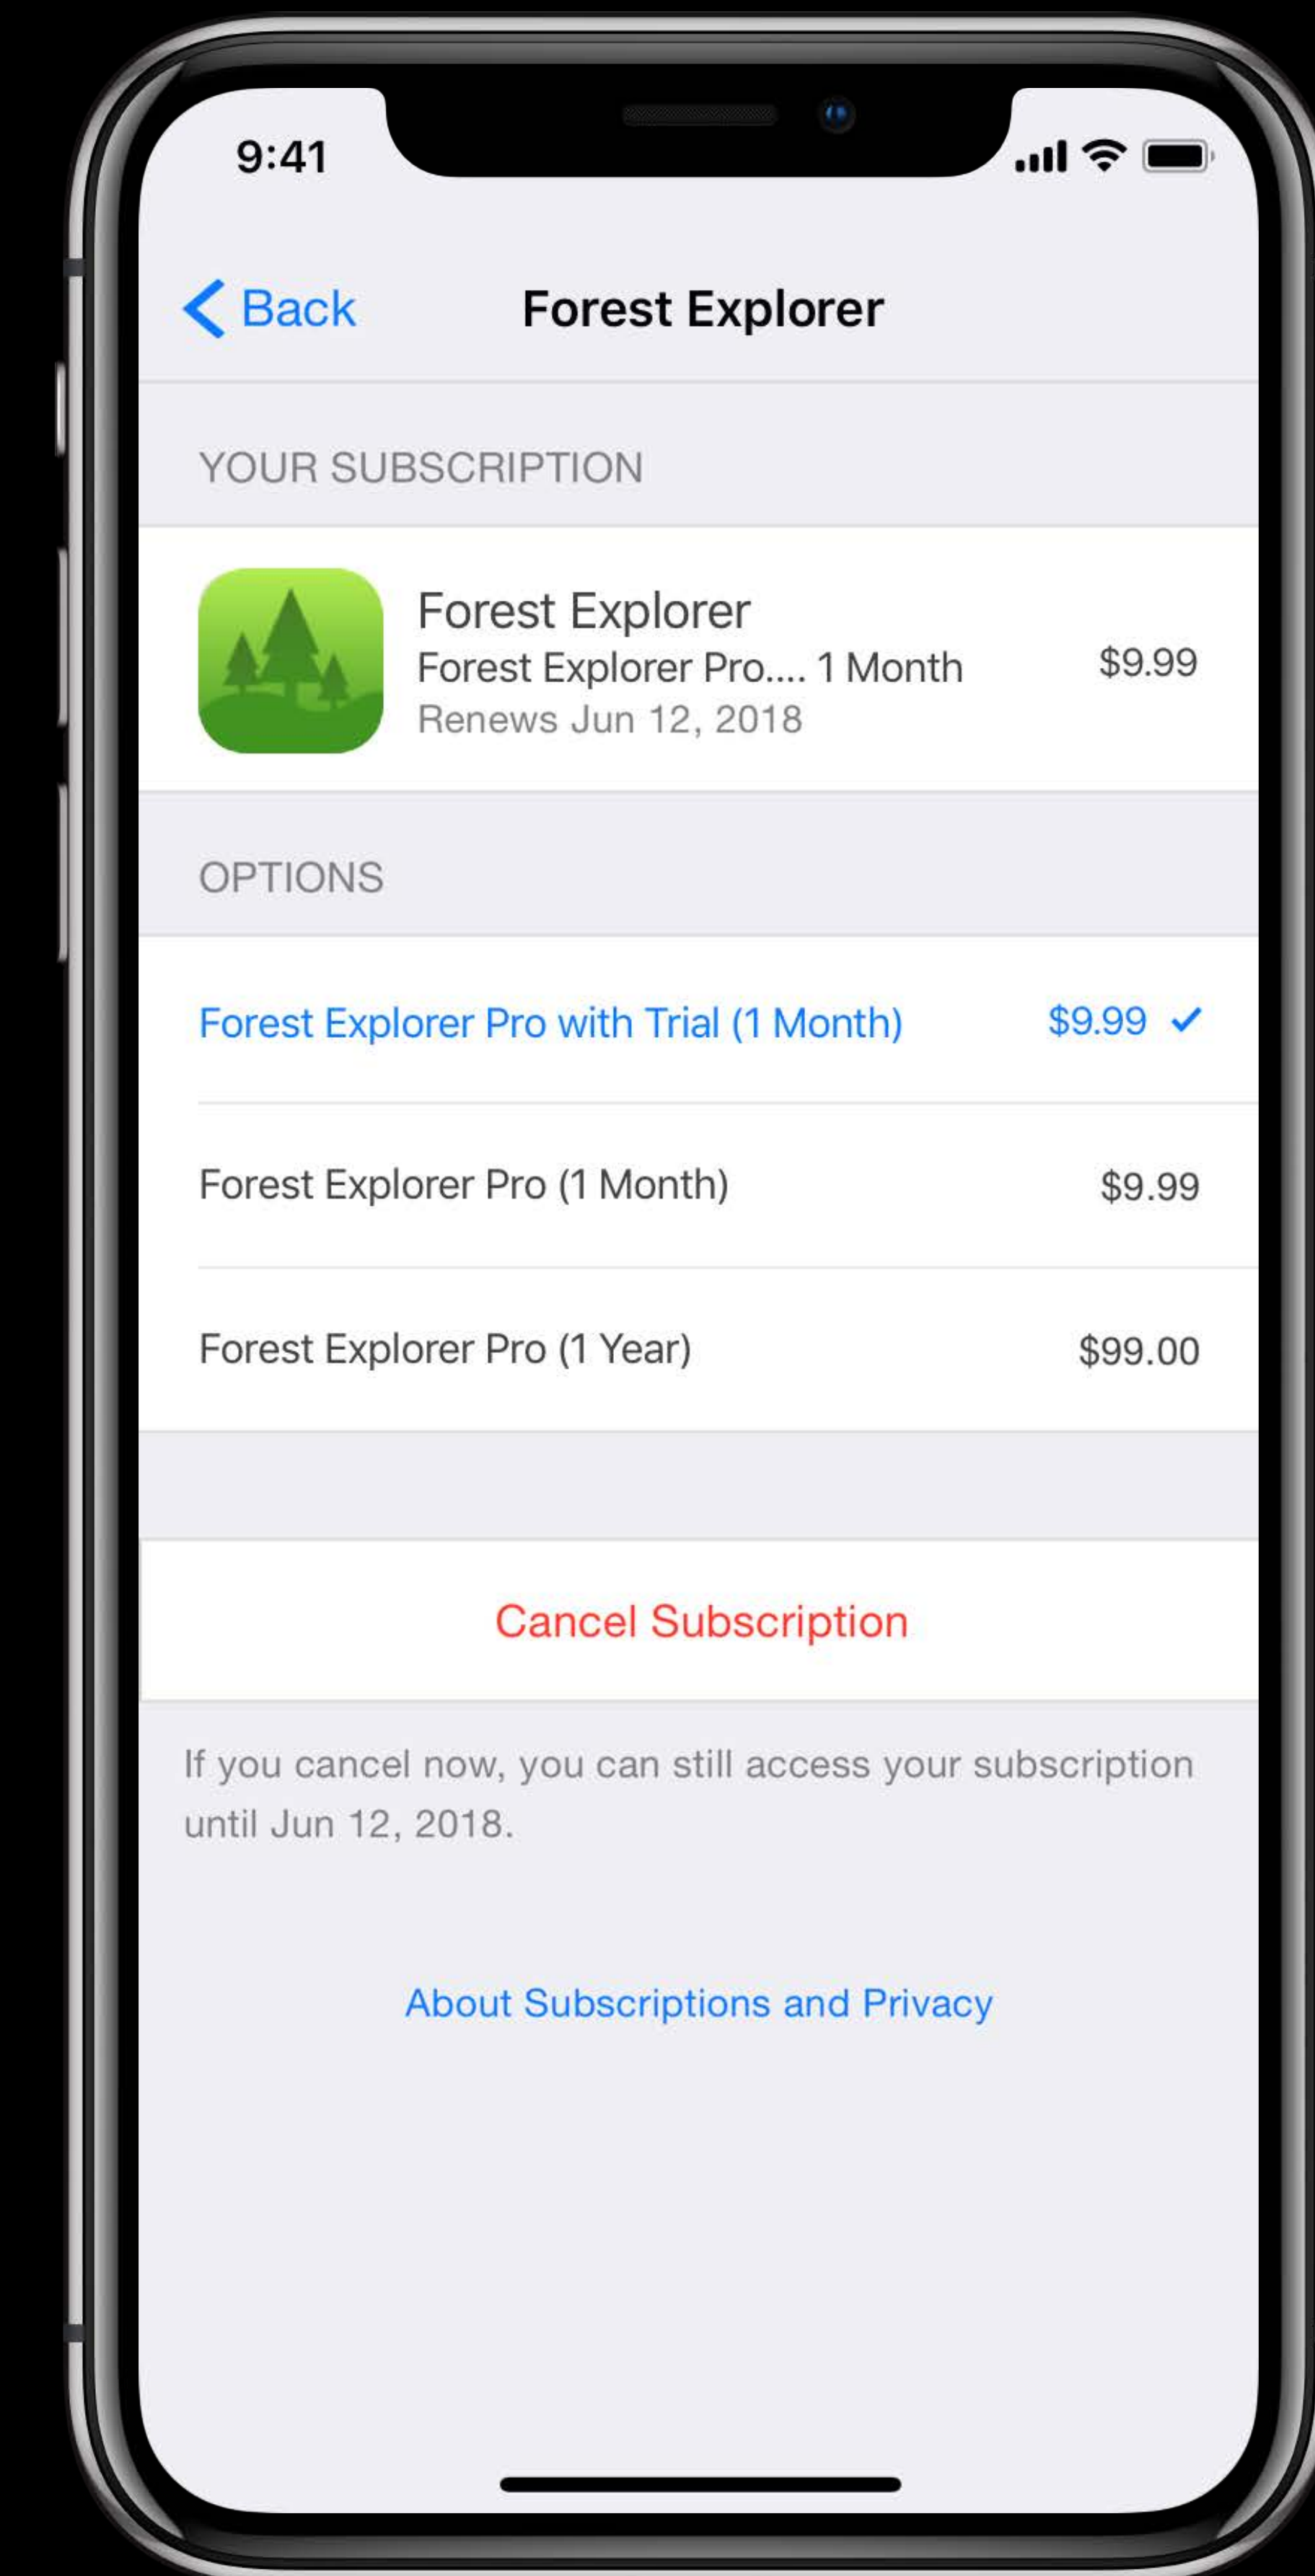 9:41
Back
Forest Explorer
YOUR SUBSCRIPTION
Forest Explorer
Forest Explorer Pro.... 1 Month
$9.99
Renews Jun 12, 2018
OPTIONS
Forest Explorer Pro with Trial (1 Month) $9.99
Forest Explorer Pro (1 Month) $9.99
Forest Explorer Pro (1 Year) $99.00
Cancel Subscription
If you cancel now, you can still access your subscription
until Jun 12, 2018.
About Subscriptions and Privacy